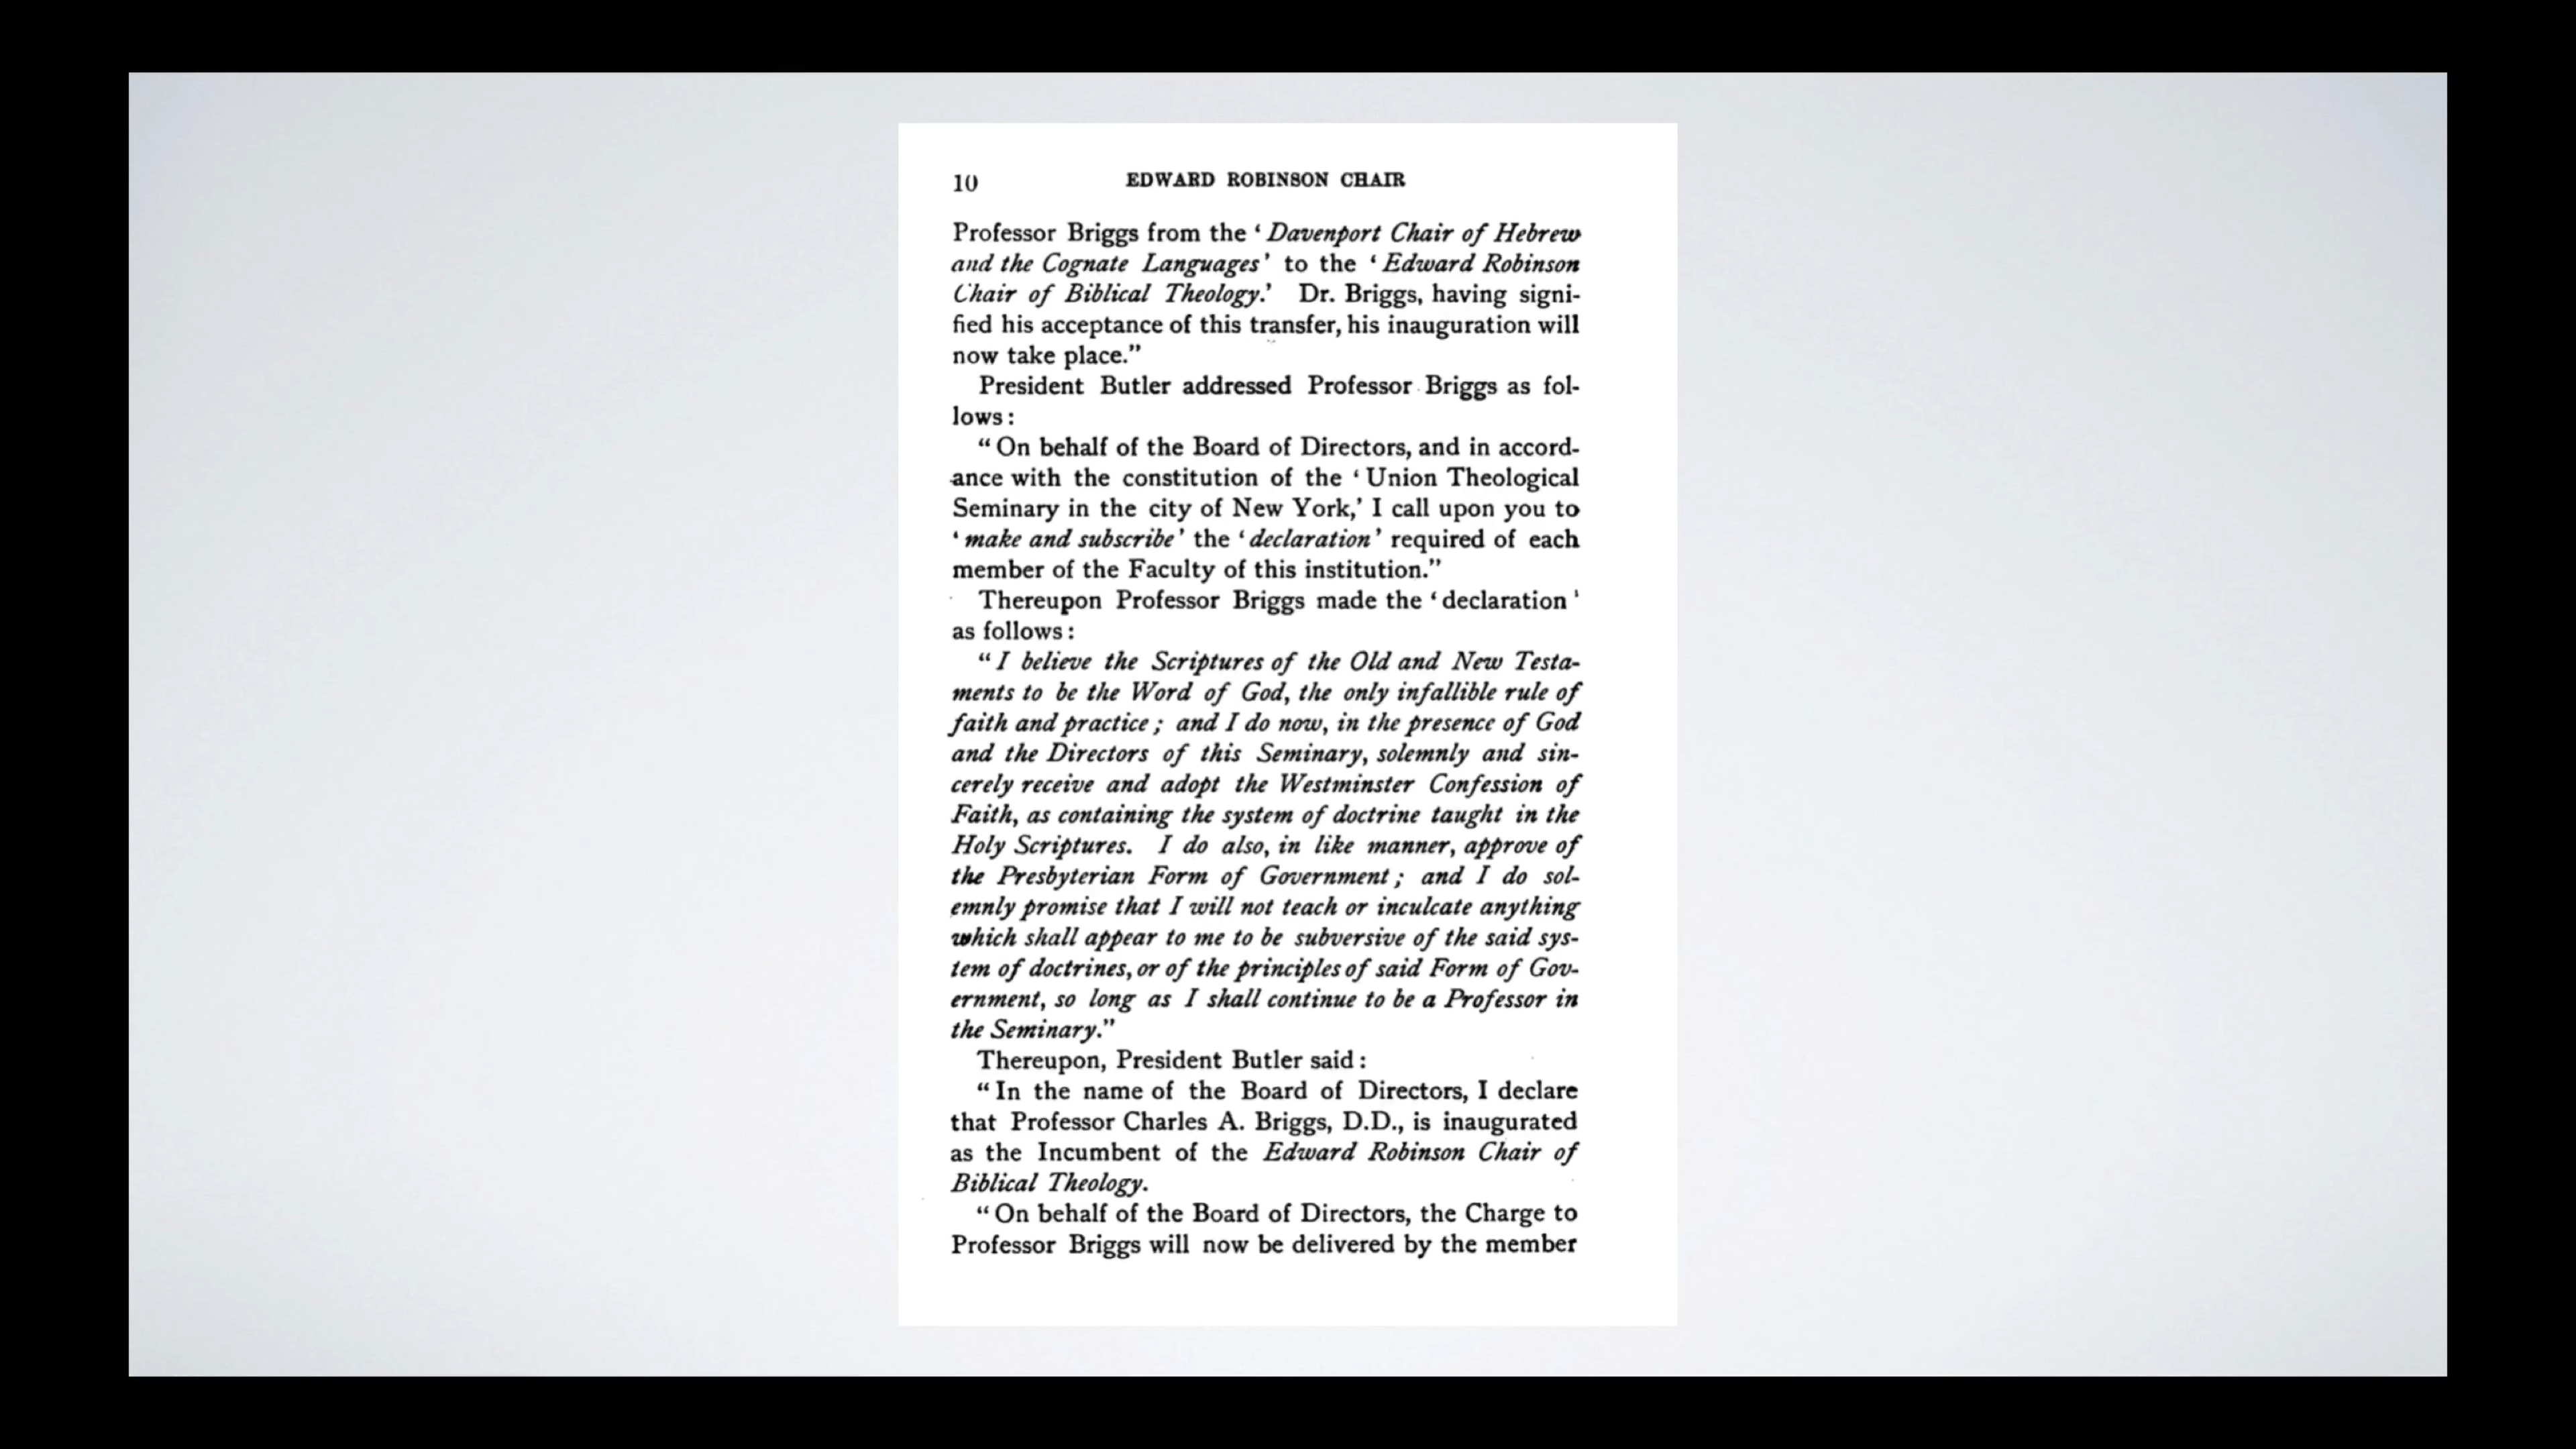 10 EDWARD ROBINSON CHAIR
Professor Briggs from the ‘Davenport Chair of Hebrew
and the Cognate Languages’ to the ‘Edward Robinson
Chair of Biblical Theology.’ Dr. Briggs, having signi-
fied his acceptance of this transfer, his inauguration will
now take place.”
President Butler addressed Professor Briggs as fol-
lows:
“On behalf of the Board of Directors, and in accord-
ance with the constitution of the ‘Union Theological
Seminary in the city of New York,’ I call upon you to
‘make and subscribe’ the ‘declaration’ required of each
member of the Faculty of this institution.”
Thereupon Professor Briggs made the ‘declaration’
as follows:
“I believe the Scriptures of the Old and New Testa-
ments to be the Word of God, the only infallible rule of
faith and practice; and I do now, in the presence of God
and the Directors of this Seminary, solemnly and sin-
cerely receive and adopt the Westminster Confession of
Faith, as containing the system of doctrine taught in the
Holy Scriptures. I do also, in like manner, approve of
the Presbyterian Form of Government; and I do sol-
emnly promise that I will not teach or inculcate anything
which shall appear to me to be subversive of the said sys-
tem of doctrines, or of the principles of said Form of Gov-
ernment, so long as I shall continue to be a Professor in
the Seminary.”
Thereupon, President Butler said:
“In the name of the Board of Directors, I declare
that Professor Charles A. Briggs, D.D., is inaugurated
as the Incumbent of the Edward Robinson Chair of
Biblical Theology.
“On behalf of the Board of Directors, the Charge to
Professor Briggs will now be delivered by the member